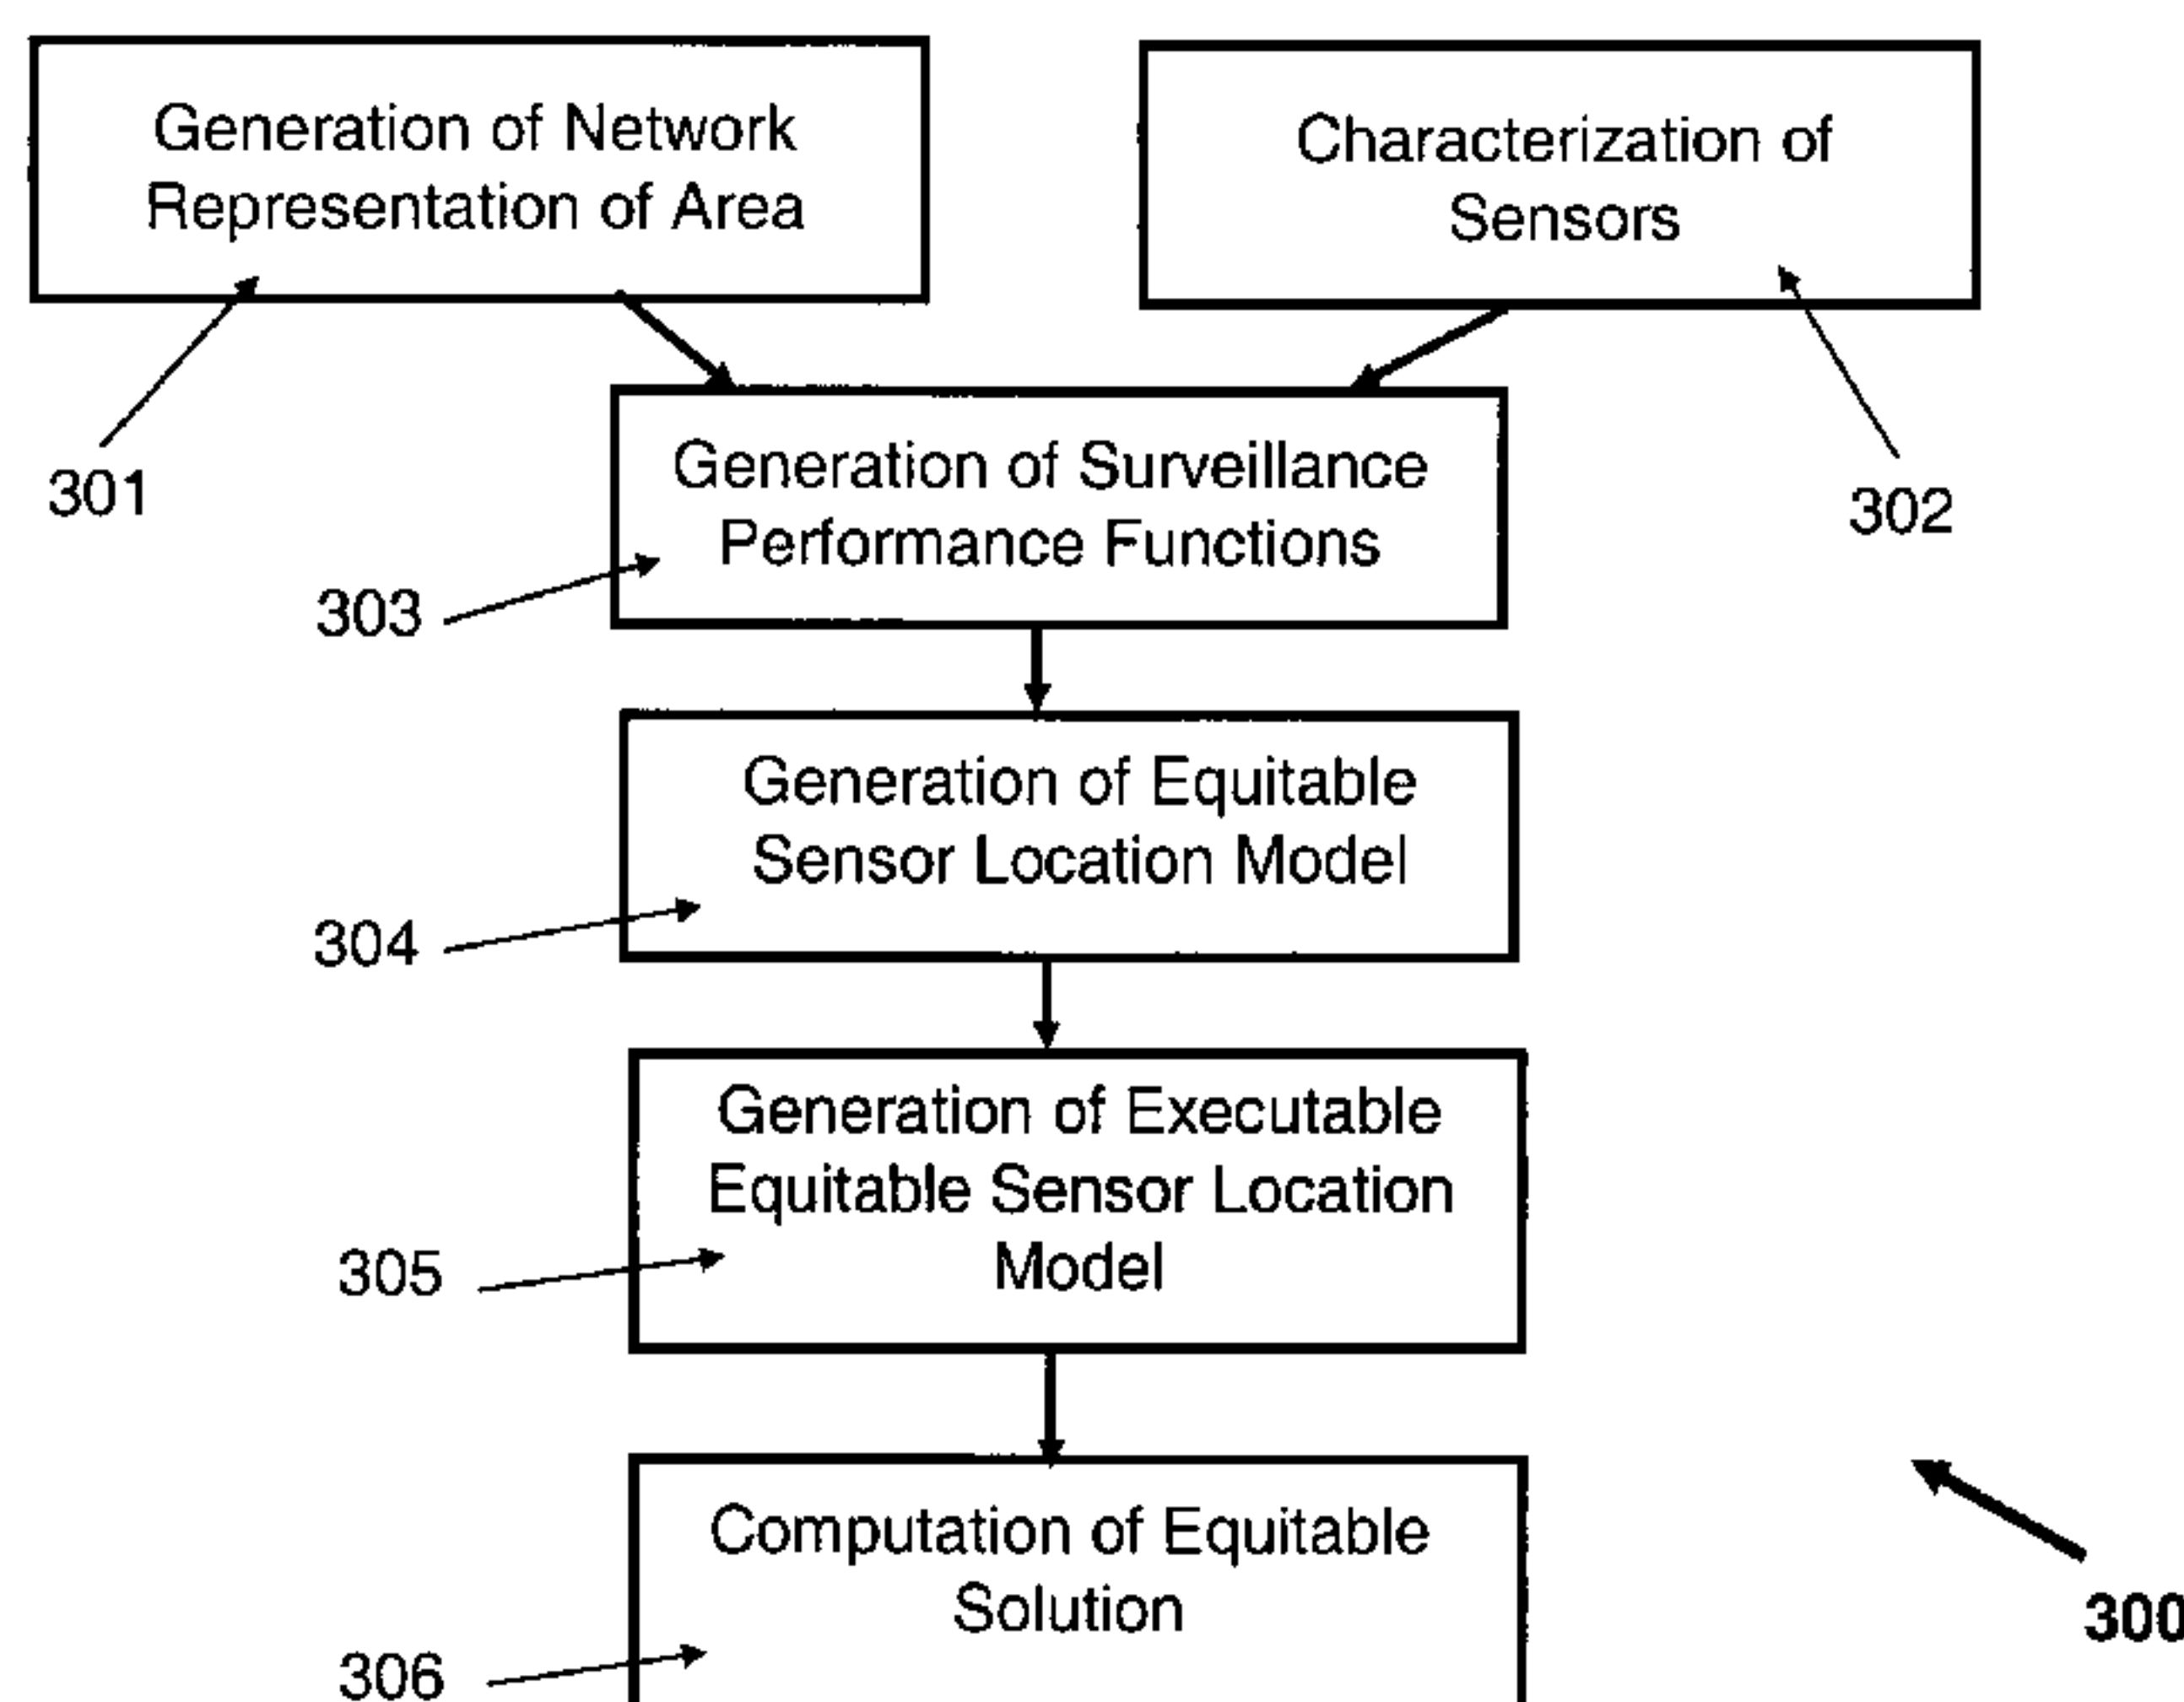 Generation of Network
Representation of Area
Characterization of
Sensors
301
302
Generation of Surveillance
Performance Functions
303
Generation of Equitable
Sensor Location Model
304
Generation of Executable
Equitable Sensor Location
Model
305
Computation of Equitable
Solution
306
300